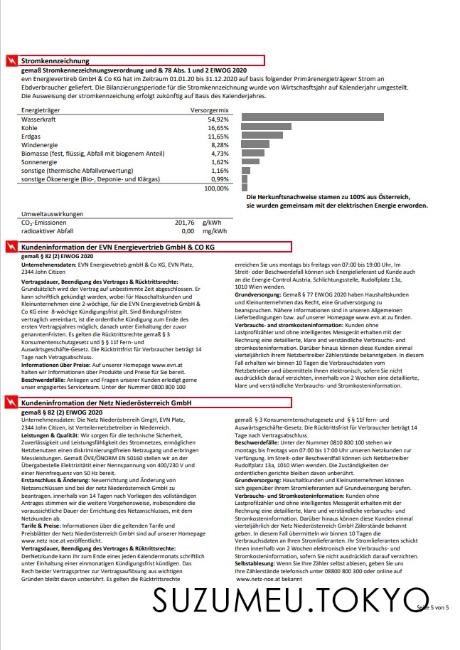 Stromkennzeichnung
gemäß Stromkennzeichnungsverordnung und & 78 Abs. 1 und 2 EIWOG 2020
evn Energievertrieb GmbH & Co KG hat im Zeitraum 01.01.20 bis 31.12.2020 auf basis folgender Primärenergieträger Strom an
Ebdverbraucher geliefert. Die Bilanzierungsperiode für die Stromkennzeichnung wurde von Wirtschaftsjahr auf Kalenderjahr umgestellt.
Die Ausweisung der stromkennzeichnung erfolgt zukünftig auf Basis des Kalenderjahres.
Energieträger Versorgermix
Wasserkraft 54,92%
Kohle 16,65%
Erdgas 11,65%
Windenergie 8,28%
Biomasse (fest, flüssig, Abfall mit biogenem Anteil) 4,73%
Sonnenergie 1,62%
sonstige (thermische Abfallverwertung) 1,16%
sonstige Ökoenergie (Bio-, Deponie- und Klärgas) 0,99%
100,00%
Die Herkunftsnachweise stamen zu 100% aus Österreich,
sie wurden gemeinsam mit der elektrischen Energie erworden.
Umweltauswirkungen
CO₂-Emissionen 201,76 g/kWh
radioaktiver Abfall 0,00 mg/kWh
Kundeninfromation der EVN Energievertrieb GmbH & CO KG
gemaß § 82 (2) EIWOG 2020
Unternehmensdaten: EVN Energievertrieb gmbH & Co KG, EVN Platz,
2344 John Citizen
Vertragsdauer, Beendigung des Vertrages & Rücktritzrechte:
Grundsätzlich wird der Vertrag auf unbestimmte Zeit abgeschlossen. Er
kann schriftlich gekündigt wurden, wobei für Haushaltskunden und
Kleinunternehmen eine 2-wöchige, für die EVN Energievertrieb GmbH &
Co KG eine 8-wöchige Kündigungsfrist gilt. Sind Bindungsfristen
vertraglich vereinbart, ist die ordentliche Kündigung zum Ende des
ersten Vertragsjahres möglich, danach unter Einhaltung der zuvor
genanntenFristen. Es gelten die Rücktrittsrechte gemäß § 3
Konsumentenschutzgesetz und § § 11f Fern- und
Auswärtsgeschäfte-Gesetz. Die Rücktrittsfrist für Verbraucher beträgt 14
Tage nach Vertragsabschluss.
Informationen über Preise: Auf unserer Homepage www evn.at
halten wir Information über Produkte und Preise für Sie bereit.
Beschwerdefälle: Anliegen und Fragen unserer Kunden erledigt gerne
unser engagiertes Serviceteam. Unter der Nummer 0800 800 100
erreichen Sie uns montags bis freitags von 07:00 bis 19:00 Uhr. Im
Streit- oder Beschwerdefall können sich Energielieferant ud Kunde auch
an die Energie-Control Austria, Schlichtungsstelle, Rudolfplatz 13a,
1010 Wien wenden.
Grundversorgung: Gemäß § 77 EIWOG 2020 haben Haushaltskunden
und Kleinunternehmen das Recht, eine Grudversorgung zu
beanspruchen. Nähere Informationen sind in unseren Allgemeinen
Lieferbedingungen bzw. auf unserer Homepage www.evn.at zu finden.
Verbrauchs- und stromkosteninformation: Kunden ohne
Lastprofilzähler und ohne intelligentes Messgerät erhalten mit der
Rechnung eine detaillierte, klare und verständliche Verbrauchs- und
stromkosteninformation. Darüber hinaus können diese Kunden einmal
vierteljährlich ihrem Netzbetreiber Zählerstände bekanntgeben. In diesem
Fall erhalten wir binnen 10 Tagen die Verbrauchsdaten vom
Netzbetreiber und übermitteln Ihnen elektronisch, sofern Sie nicht
ausdrücklich darauf verzichten, innerhalb von 2 Wochen eine detaillierte,
klare und verständliche Verbrauchs- und Stromkosteninformation.
Kundeninfromation der Netz Niederösterreich GmbH
gemäß § 82 (2) EIWOG 2020
Unternehmensdaten: Die Netz Niederösterreich GmgH, EVN Platz,
2344 John Citizen, ist Verteilernetzbetreiber in Niederösterreich.
Leistungen & Qualität: Wir sorgen für die technische Sicherheit,
Zuverlässigkeit und Leistungsfähigkeit des Stromnetzes, ermöglichen
Netzbenutzen einen diskriminierungsfreien Netzzugang und erbringen
Messleistungen. Gemaß ÖVE/ÖNORM EN 50160 stellen wir an der
Übergabestelle Elektrizität einer Nennspannung von 400/230 V und
einer Nennfrequenz von 50 Hz bereit.
Erstanschluss & Änderung: Neuerrichtung und Änderung von
Netzanschlüssen sind bei der netz Niederösterreich GmbH zu
beantragen. innerhalb von 14 Tagen nach Vorliegen des vollständigen
Antrages stimmen wir die weitere Vorgehensweise, insbesondere die
voraussichtliche Dauer der Errichtung des Netzanschlusses, mit dem
Netzkunden ab.
Tarife & Preise: Informationen über die geltenden Tarife und
Preisblätter der Netz Niederösterreich GmbH sind auf unserer Homepage
www netz- noe.at veröffentlicht.
Vertragsdauer, Beendigung des Vertrages & Rüktrittsrechte:
DerNetzkunde kann ihn zum Ende eines jeden Kalendermonats schriftlich
unter Einhaltung einer einmonatigen Kündigungsfrist kündigen. Das
Rech beider Vertragspartner zur Vertragsauflösung aus wichtigen
Gründen bleibt davon unberührt. Es gelten die Rücktrittsrechte
gemäß § 3 Konsumentenschutz gesetz und § § 11f Fern- und
Auswärtsgeschäfte-Gesetz. DieRücktrittsfrist für Verbraucher beträgt 14
Tage nach Vertragsabschluss.
Beschwerdefälle: Unter der Nummer 0810 800 100 stehen wir
montags bis freitags von 07:00 bis 17:00 Uhr unseren Netzkunden zur
Verfügung. Im Streit- oder Beschwerdefall können sich Netzbetreiber
Rudolfplatz 13a, 1010 Wien wenden. Die Zuständigkeiten der
ordentlichen gerichte bleiben davon unberührt.
Grundversorgung: Haushaltskunden und Kleinunternehmen können
sich gegenüber ihrem Stromlieferanten auf Grundversorgung berufen.
Verbrauchs- und Stromkosteninformation: Kunden ohne
Lastprofilzähler und ohne intelligentes Messgerät erhalten mit der
Rechnung eine detaillierte, klare und verständliche verbrauchs- und
Stromkosteninformation. Darüber hinaus können diese Kunden einmal
vierteljährlich der Netz Niederösterreich GmbH Zählerstände bekannt
geben. In diesem Fall übermitteln wir binnen 10 Tagen die
Verbrauchsdaten an Ihren Stromlieferanten. Ihr Stromlieferant schickt
Ihnen innerhalb von 2 Wochen elektronisch eine Verbrauchs- und
Stromkosteninformation, sofern Sie nicht ausdrücklich darauf verzichten.
Selbstablesung: Wenn Sie Ihre Zähler selbst ablesen, geben Sie uns
Ihre Zählerstände telefonisch unter 08800 800 300 oder online auf
www-netz-noe.at bekannt
Seite 5 von 5
SUZUMEU.TOKYO